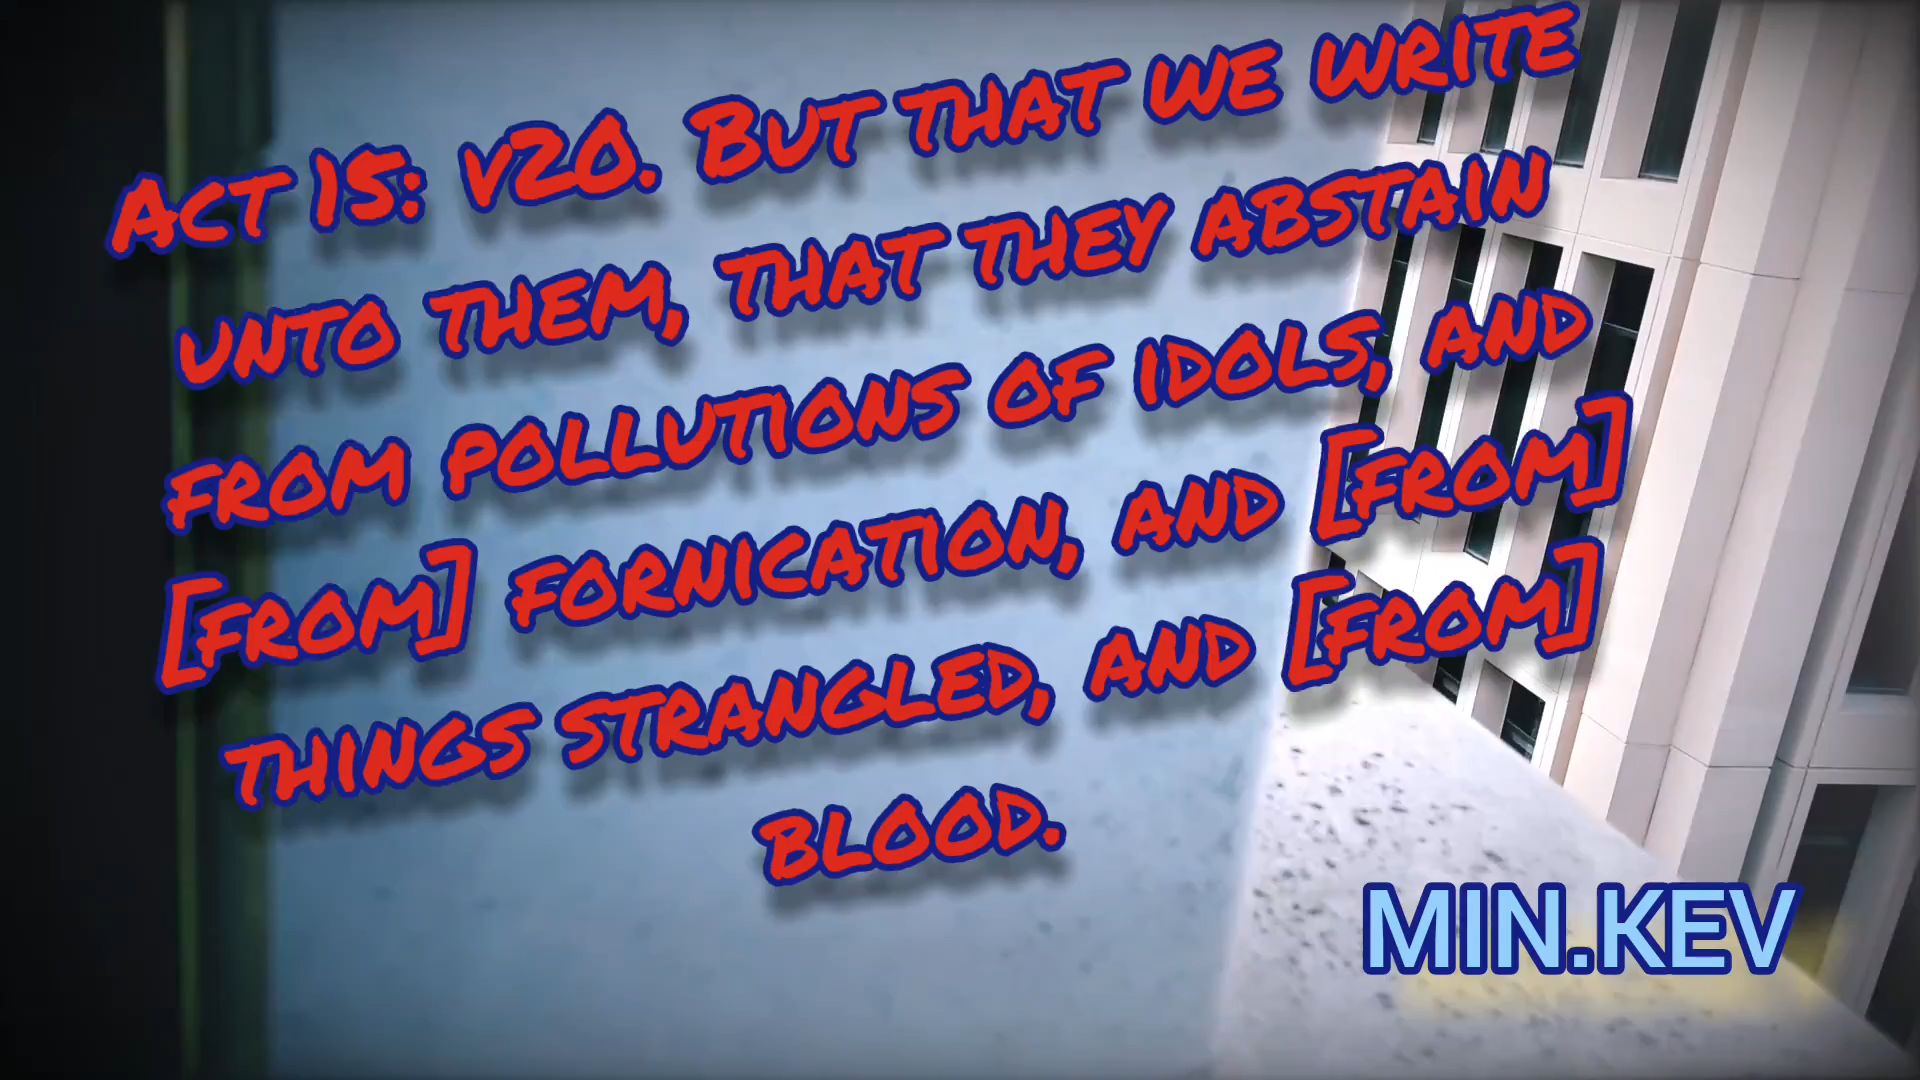 Act 15: v20. But that we write
unto them, that they abstain
from pollutions of idols, and
[from] fornication, and [from]
things strangled, and [from]
blood.
MIN.KEV